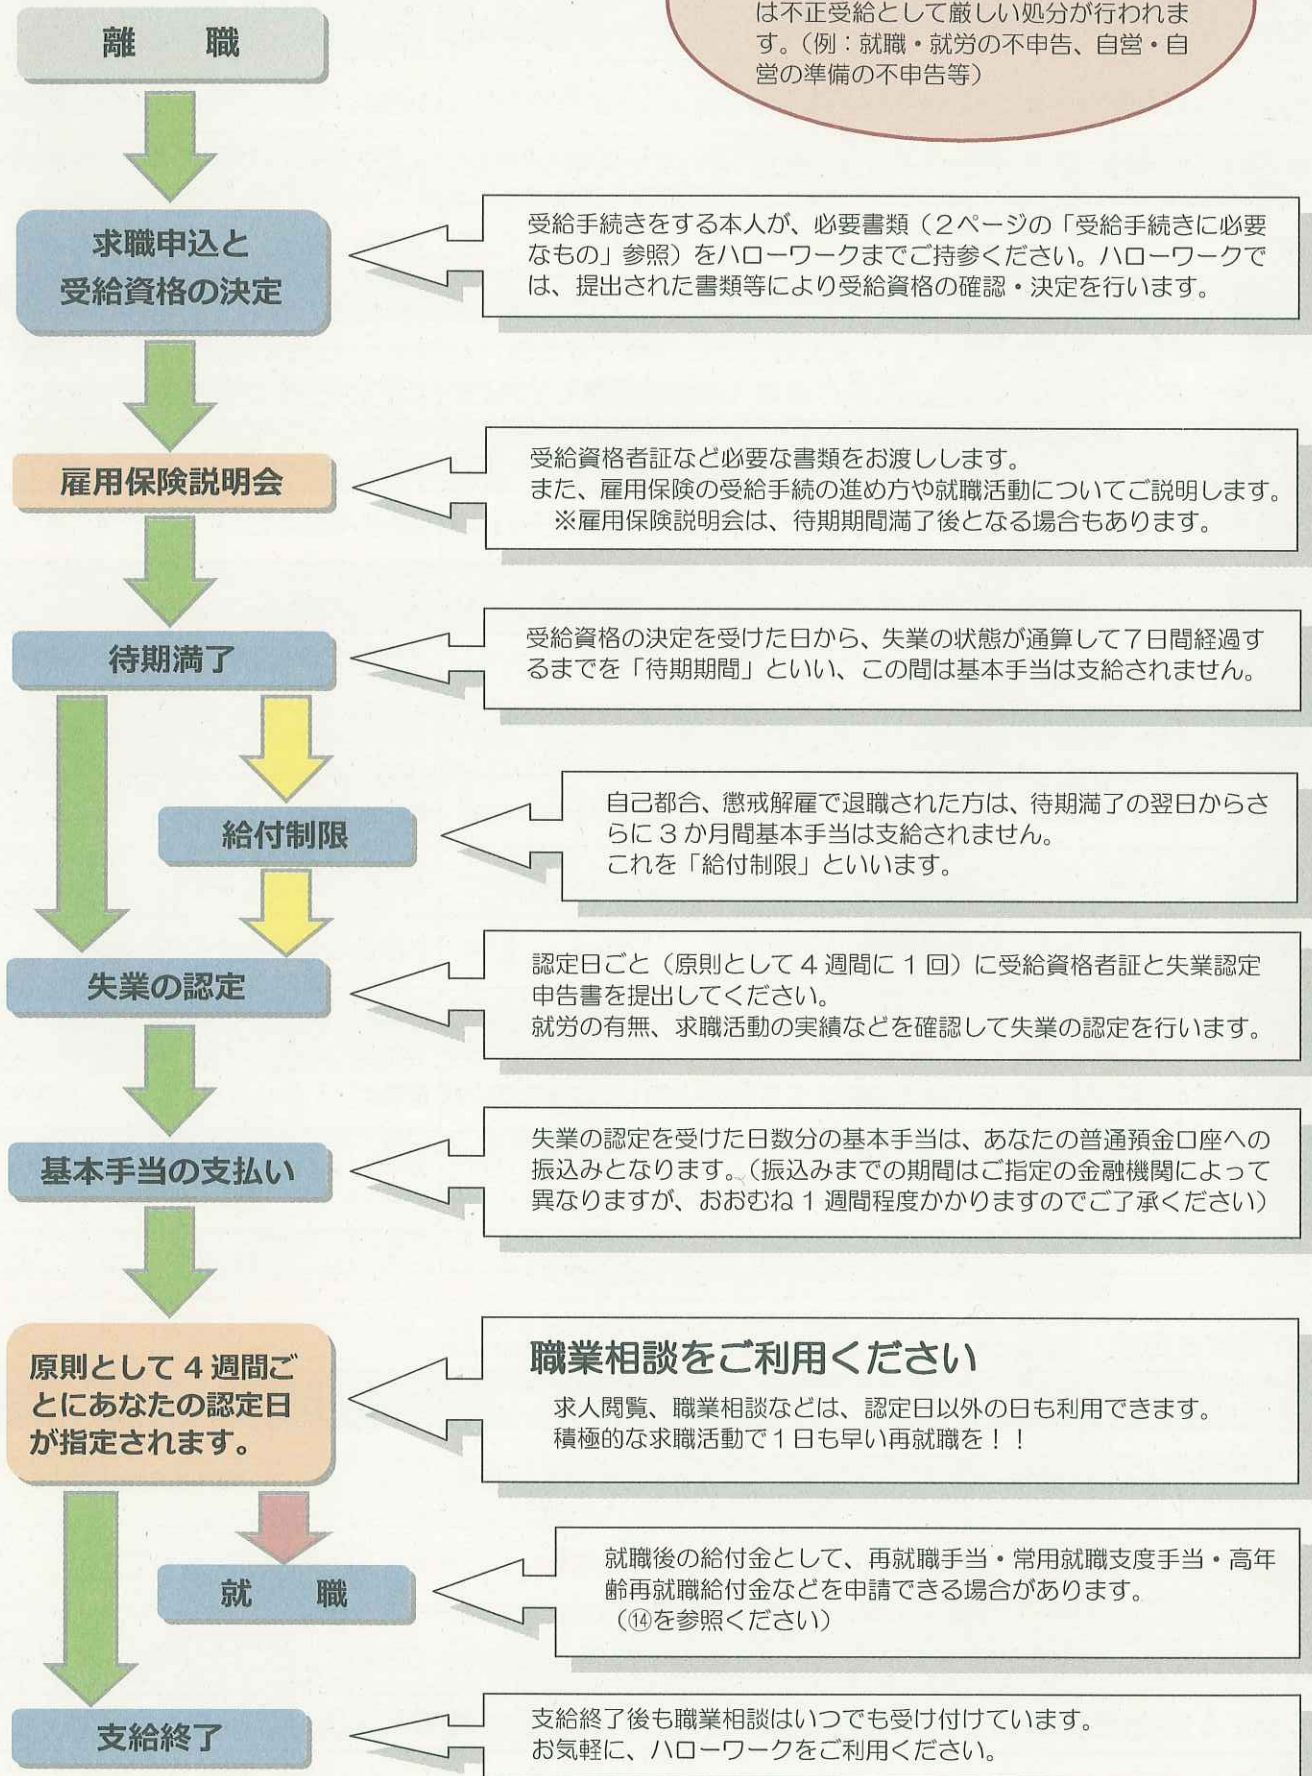 は不正受給として厳しい処分が行われま
す。(例：就職・就労の不申告、自営・自
営の準備の不申告等)
離　職
求職申込と
受給資格の決定
受給手続きをする本人が、必要書類（2ページの「受給手続きに必要
なもの」参照）をハローワークまでご持参ください。ハローワークで
は、提出された書類等により受給資格の確認・決定を行います。
雇用保険説明会
受給資格者証など必要な書類をお渡しします。
また、雇用保険の受給手続の進め方や就職活動についてご説明します。
※雇用保険説明会は、待期期間満了後となる場合もあります。
待期満了
受給資格の決定を受けた日から、失業の状態が通算して7日間経過す
るまでを「待期期間」といい、この間は基本手当は支給されません。
給付制限
自己都合、懲戒解雇で退職された方は、待期満了の翌日からさ
らに3か月間基本手当は支給されません。
これを「給付制限」といいます。
失業の認定
認定日ごと（原則として4週間に1回）に受給資格者証と失業認定
申告書を提出してください。
就労の有無、求職活動の実績などを確認して失業の認定を行います。
基本手当の支払い
失業の認定を受けた日数分の基本手当は、あなたの普通預金口座への
振込みとなります。（振込みまでの期間はご指定の金融機関によって
異なりますが、おおむね1週間程度かかりますのでご了承ください）
原則として4週間ご
とにあなたの認定日
が指定されます。
職業相談をご利用ください
求人閲覧、職業相談などは、認定日以外の日も利用できます。
積極的な求職活動で1日も早い再就職を！！
就　職
就職後の給付金として、再就職手当・常用就職支度手当・高年
齢再就職給付金などを申請できる場合があります。
（⑭を参照ください）
支給終了
支給終了後も職業相談はいつでも受け付けています。
お気軽に、ハローワークをご利用ください。